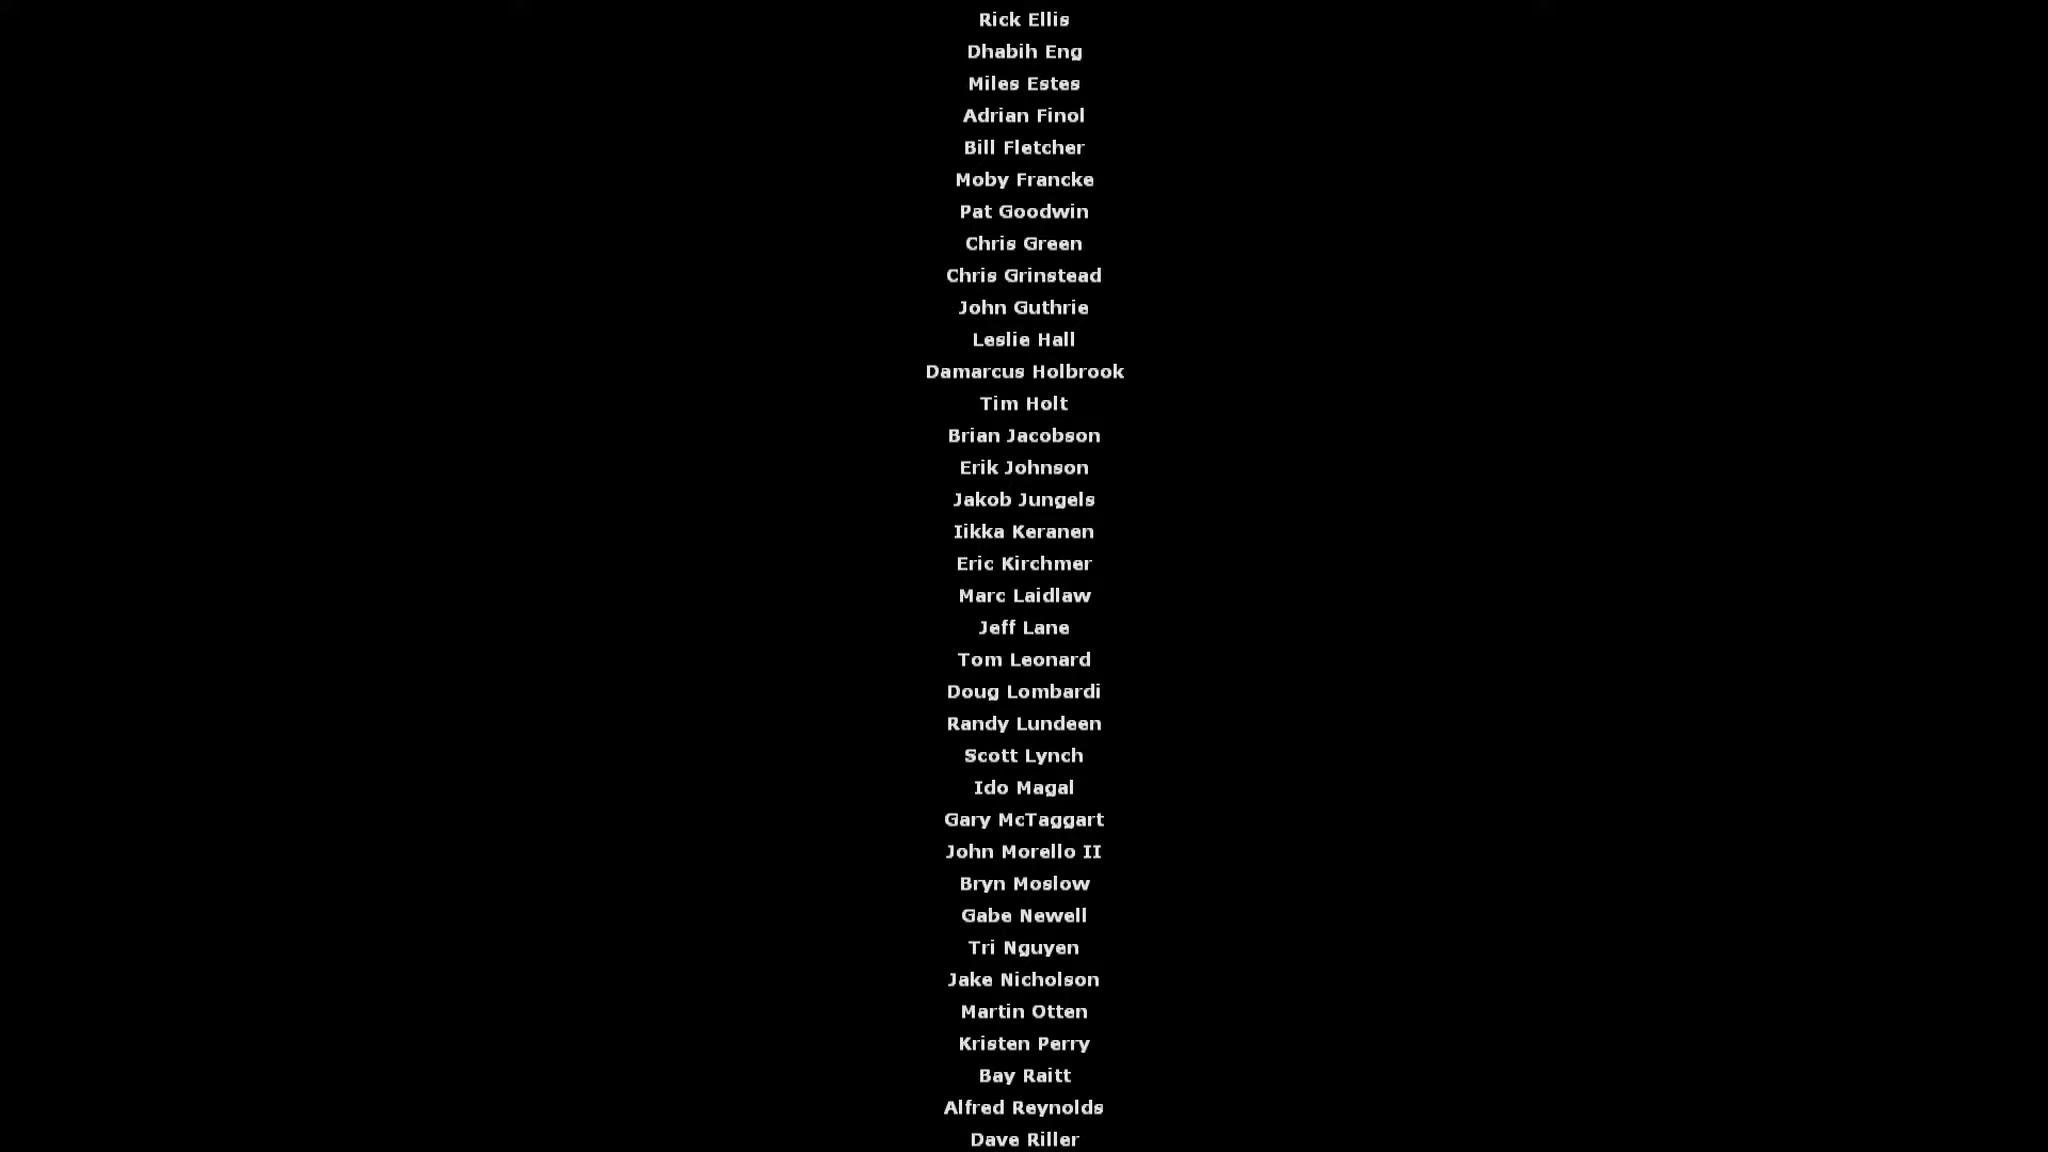 Rick Ellis
Dhabih Eng
Miles Estes
Adrian Finol
Bill Fletcher
Moby Francke
Pat Goodwin
Chris Green
Chris Grinstead
John Guthrie
Leslie Hall
Damarcus Holbrook
Tim Holt
Brian Jacobson
Erik Johnson
Jakob Jungels
Iikka Keranen
Eric Kirchmer
Marc Laidlaw
Jeff Lane
Tom Leonard
Doug Lombardi
Randy Lundeen
Scott Lynch
Ido Magal
Gary McTaggart
John Morello II
Bryn Moslow
Gabe Newell
Tri Nguyen
Jake Nicholson
Martin Otten
Kristen Perry
Bay Raitt
Alfred Reynolds
Dave Riller